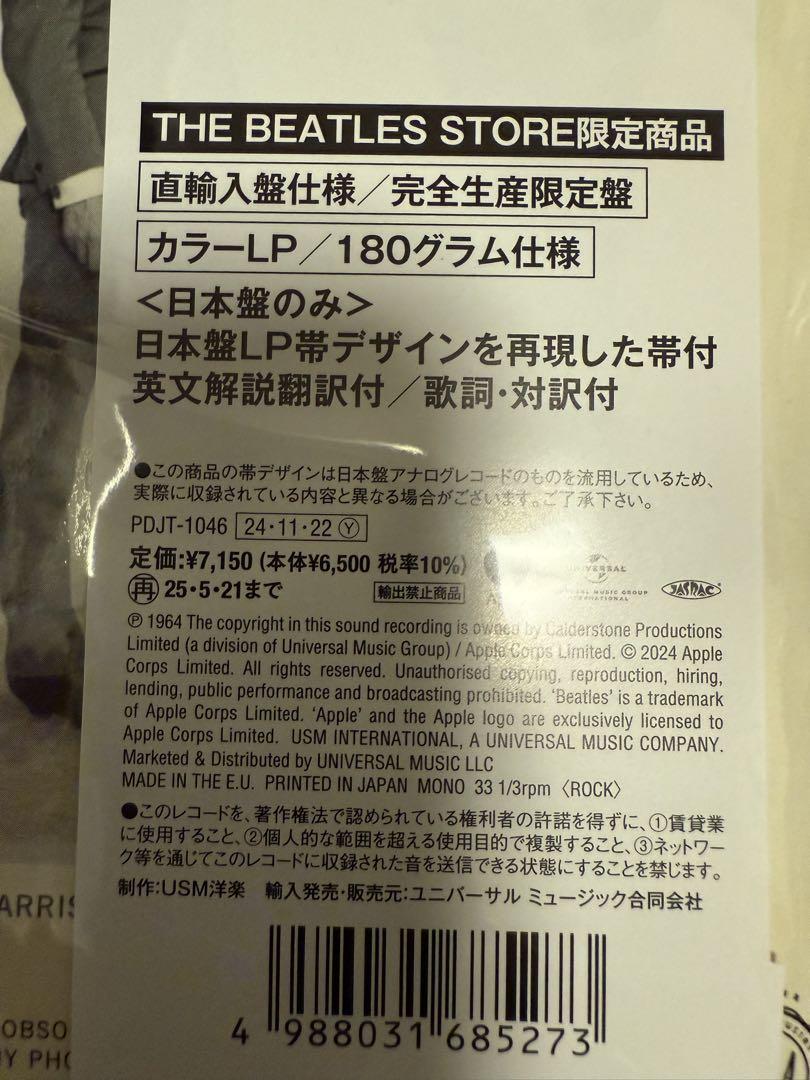 THE BEATLES STORE限定商品
直輸入盤仕様／完全生産限定盤
カラーLP／180グラム仕様
＜日本盤のみ＞
日本盤LP帯デザインを再現した帯付
英文解説翻訳付／歌詞・対訳付
●この商品の帯デザインは日本盤アナログレコードのものを流用しているため、
実際に収録されている内容と異なる場合がございます。ご了承下さい。
PDJT-1046 24・11・22 Ⓨ
定価:¥7,150 (本体¥6,500 税率10%)
再 25・5・21まで 輸出禁止商品
UNIVERSAL
UNIVERSAL MUSIC GROUP
INTERNATIONAL
JASRAC
℗ 1964 The copyright in this sound recording is owned by Calderstone Productions
Limited (a division of Universal Music Group) / Apple Corps Limited. © 2024 Apple
Corps Limited. All rights reserved. Unauthorised copying, reproduction, hiring,
lending, public performance and broadcasting prohibited. ‘Beatles’ is a trademark
of Apple Corps Limited. ‘Apple’ and the Apple logo are exclusively licensed to
Apple Corps Limited. USM INTERNATIONAL, A UNIVERSAL MUSIC COMPANY.
Marketed & Distributed by UNIVERSAL MUSIC LLC
MADE IN THE E.U. PRINTED IN JAPAN MONO 33 1/3rpm 〈ROCK〉
●このレコードを、著作権法で認められている権利者の許諾を得ずに、①賃貸業
に使用すること、②個人的な範囲を超える使用目的で複製すること、③ネットワー
ク等を通じてこのレコードに収録された音を送信できる状態にすることを禁じます。
制作:USM洋楽 輸入発売・販売元:ユニバーサル ミュージック合同会社
4 988031 685273
ARRIS
OBSO
Y PHO